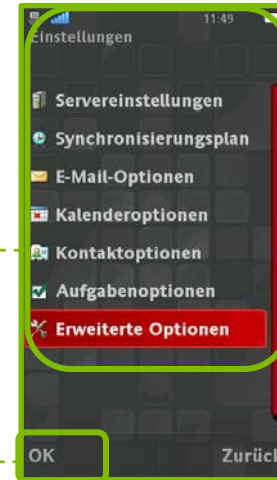 11:49
Einstellungen
Servereinstellungen
Synchronisierungsplan
E-Mail-Optionen
Kalenderoptionen
Kontaktoptionen
Aufgabenoptionen
Erweiterte Optionen
OK Zurück